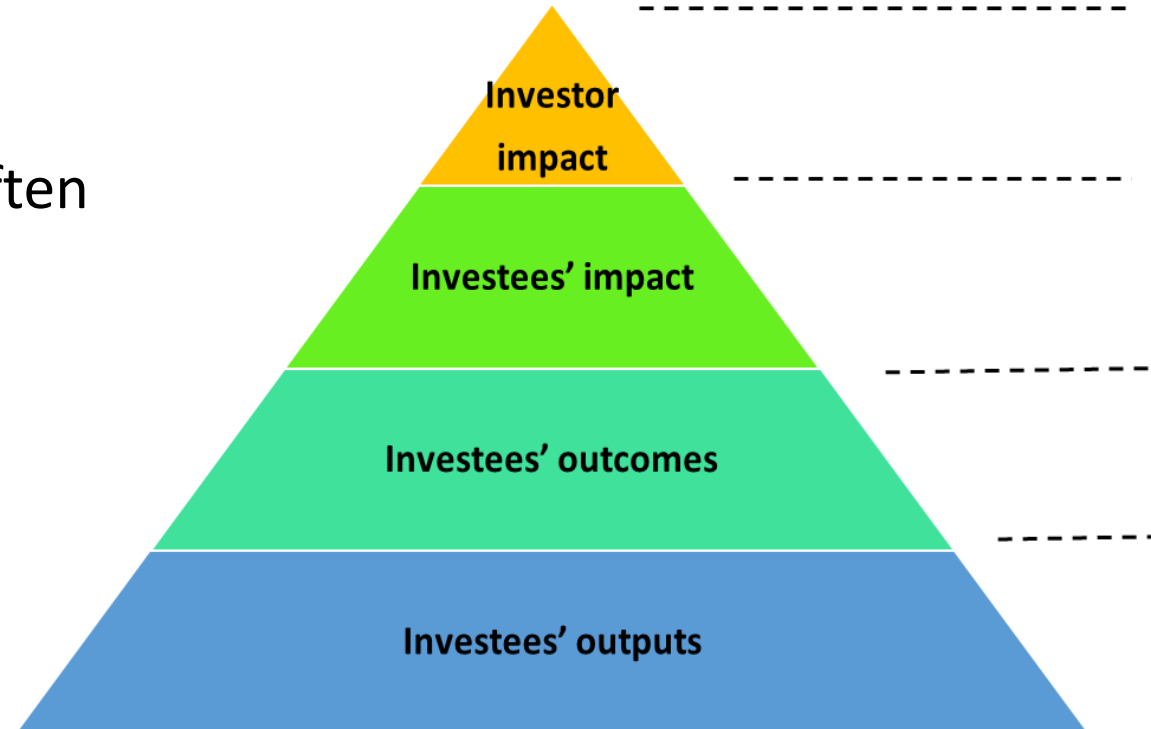 Investor
impact
ften
Investees’ impact
Investees’ outcomes
Investees’ outputs